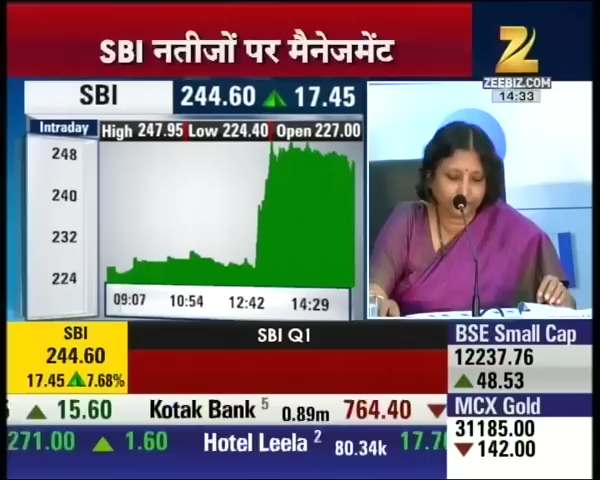 SBI नतीजों पर मैनेजमेंट
ZEEBIZ.COM
14:33
SBI 244.60 17.45
Intraday High 247.95 Low 224.40 Open 227.00
248
240
232
224
09:07 10:54 12:42 14:29
SBI
244.60
17.45 7.68%
SBI Q1
BSE Small Cap
12237.76
48.53
15.60 Kotak Bank 5 0.89m 764.40
MCX Gold
31185.00
142.00
271.00 1.60 Hotel Leela 2 80.34k